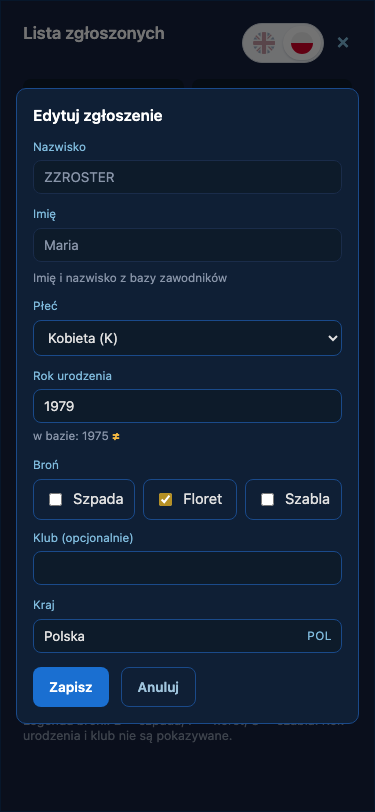 Lista zgłoszonych
×
Edytuj zgłoszenie
Nazwisko
ZZROSTER
Imię
Maria
Imię i nazwisko z bazy zawodników
Płeć
Kobieta (K)
Rok urodzenia
1979
w bazie: 1975 ≠
Broń
Szpada Floret Szabla
Klub (opcjonalnie)
Kraj
Polska POL
Zapisz Anuluj
urodzenia i klub nie są pokazywane.